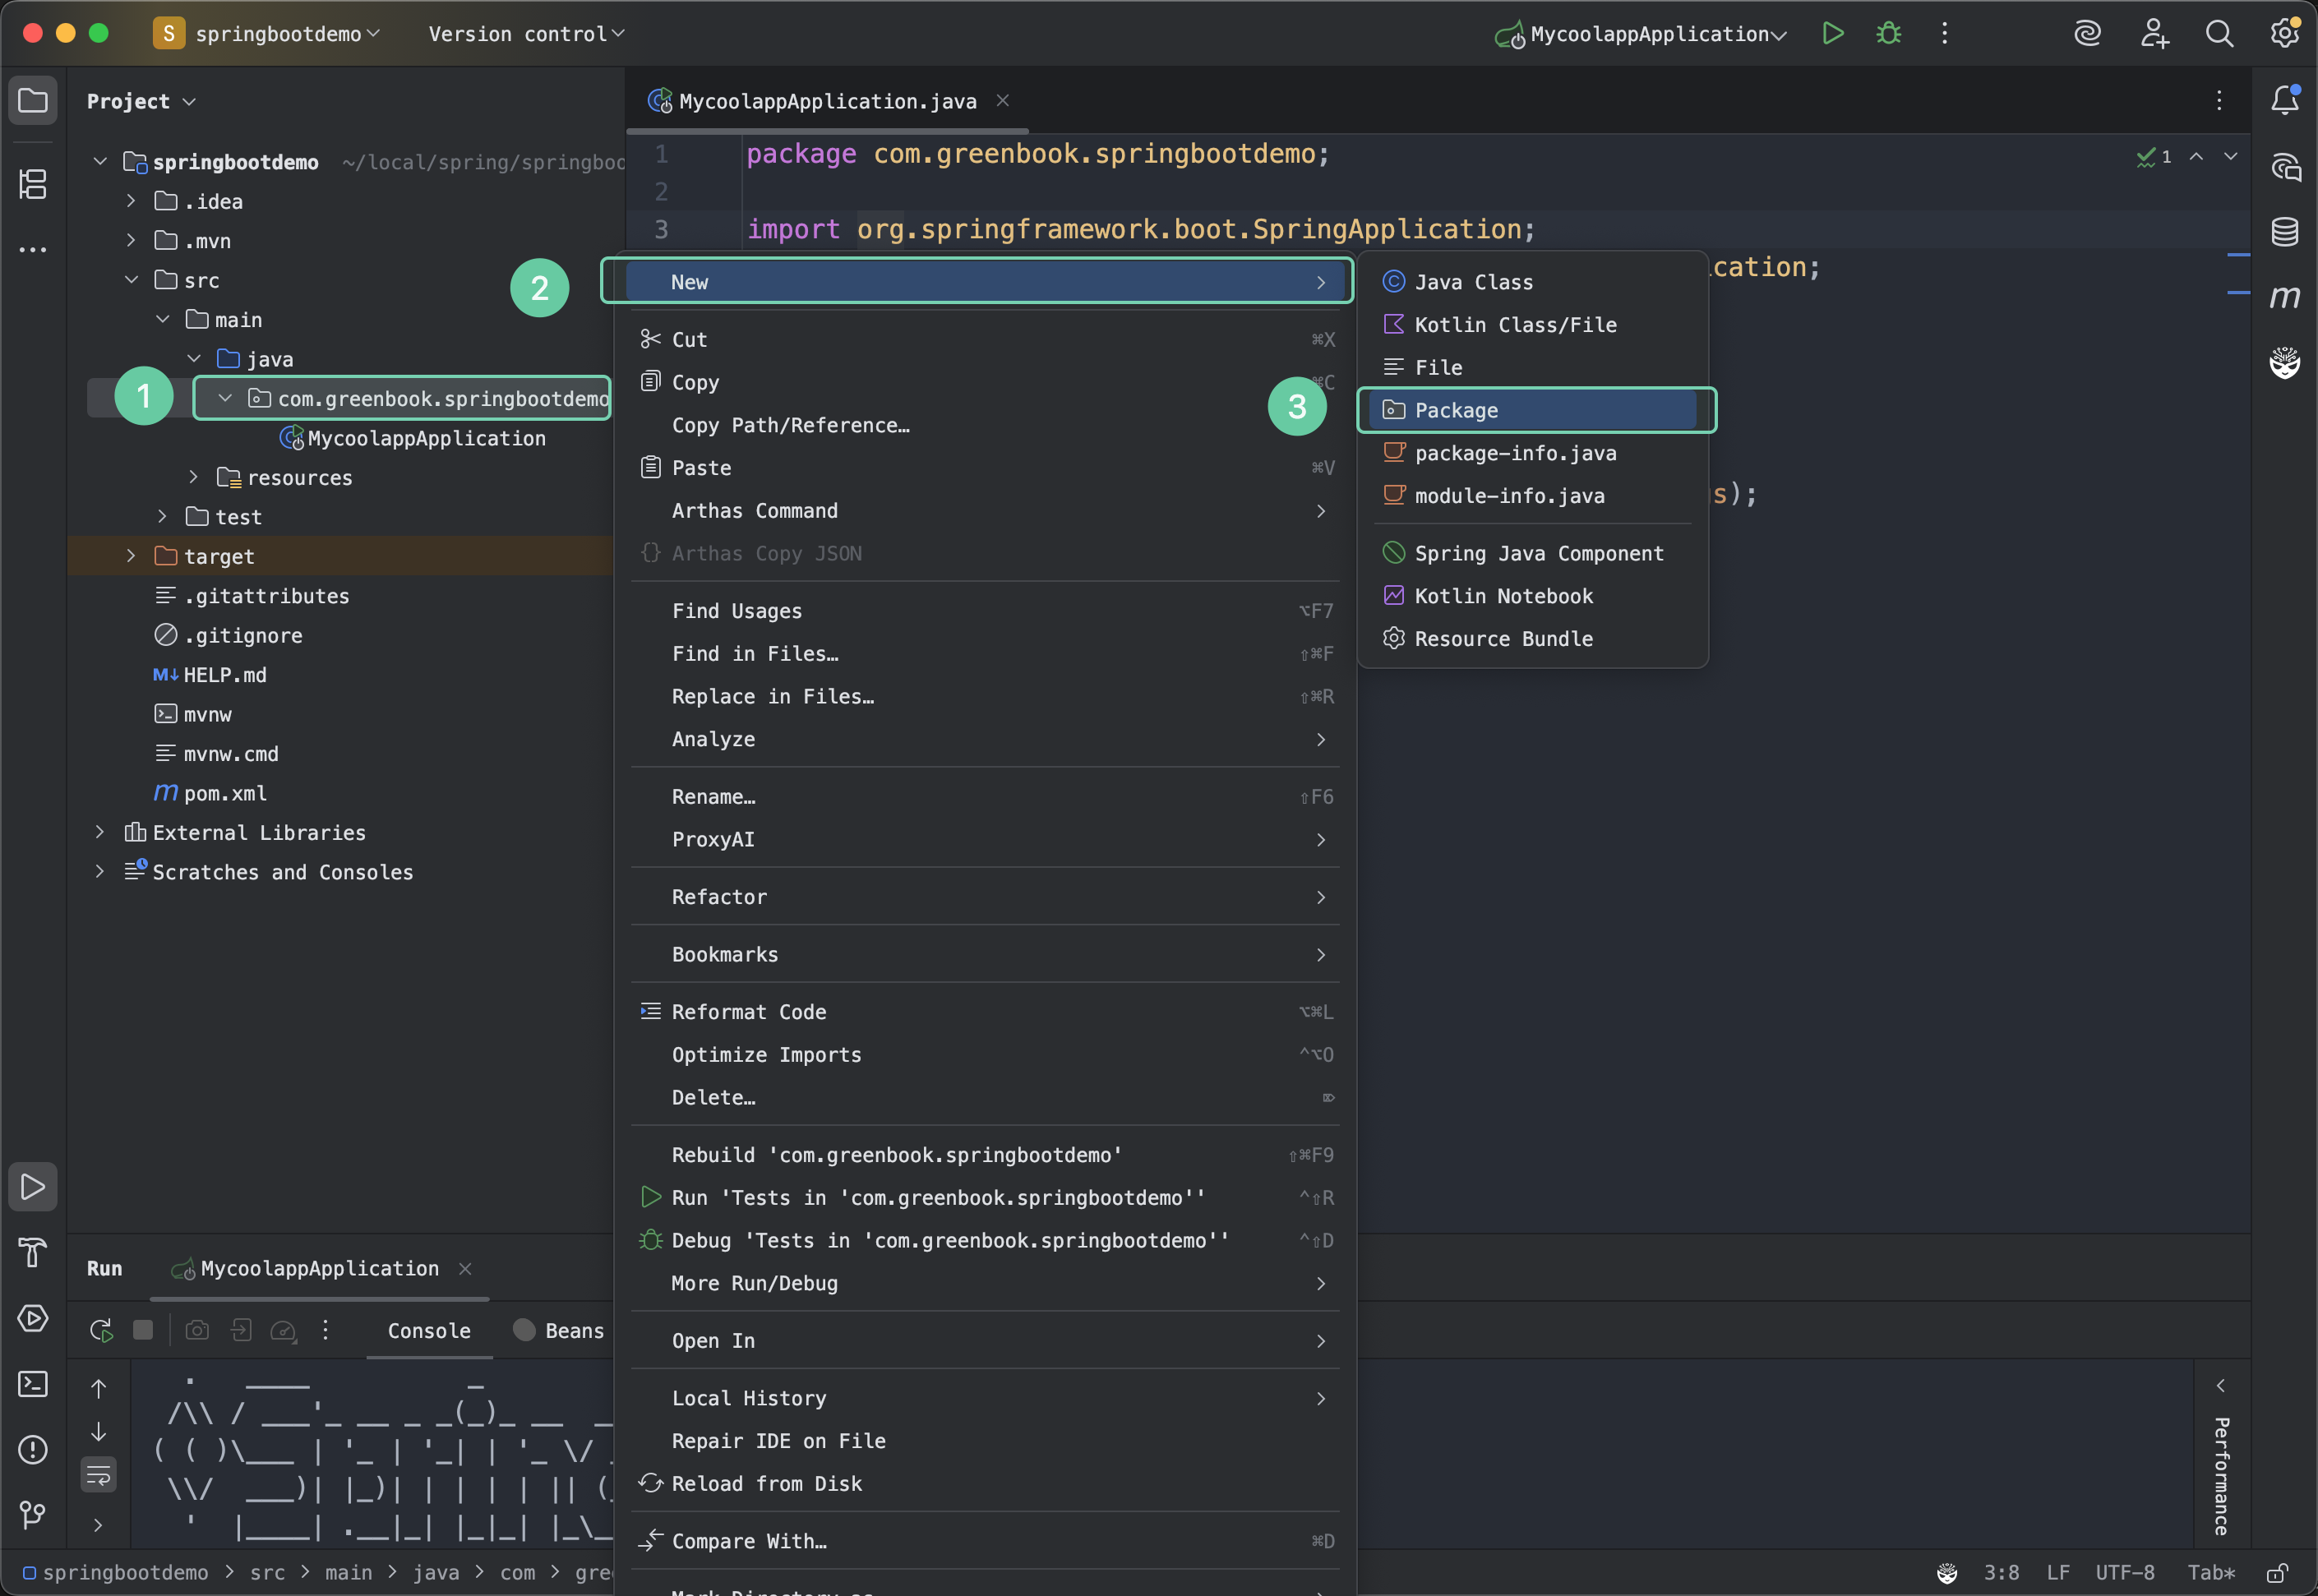 S springbootdemo Version control MycoolappApplication
Project
MycoolappApplication.java
springbootdemo ~/local/spring/springboo
.idea
.mvn
src
main
java
1
com.greenbook.springbootdemo
MycoolappApplication
resources
test
target
.gitattributes
.gitignore
M↓ HELP.md
mvnw
mvnw.cmd
m pom.xml
External Libraries
Scratches and Consoles
1 package com.greenbook.springbootdemo;
1
2
3 import org.springframework.boot.SpringApplication;
cation;
s);
2
New
Cut ⌘X
Copy ⌘C
Copy Path/Reference…
Paste ⌘V
Arthas Command
{} Arthas Copy JSON
Find Usages ⌥F7
Find in Files… ⇧⌘F
Replace in Files… ⇧⌘R
Analyze
Rename… ⇧F6
ProxyAI
Refactor
Bookmarks
Reformat Code ⌥⌘L
Optimize Imports ^⌥O
Delete… ⌦
Rebuild 'com.greenbook.springbootdemo' ⇧⌘F9
Run 'Tests in 'com.greenbook.springbootdemo'' ^⇧R
Debug 'Tests in 'com.greenbook.springbootdemo'' ^⇧D
More Run/Debug
Open In
Local History
Repair IDE on File
Reload from Disk
Compare With… ⌘D
3
Java Class
Kotlin Class/File
File
Package
package-info.java
module-info.java
Spring Java Component
Kotlin Notebook
Resource Bundle
m
Run MycoolappApplication
Console Beans
Performance
springbootdemo > src > main > java > com > gre
3:8 LF UTF-8 Tab*